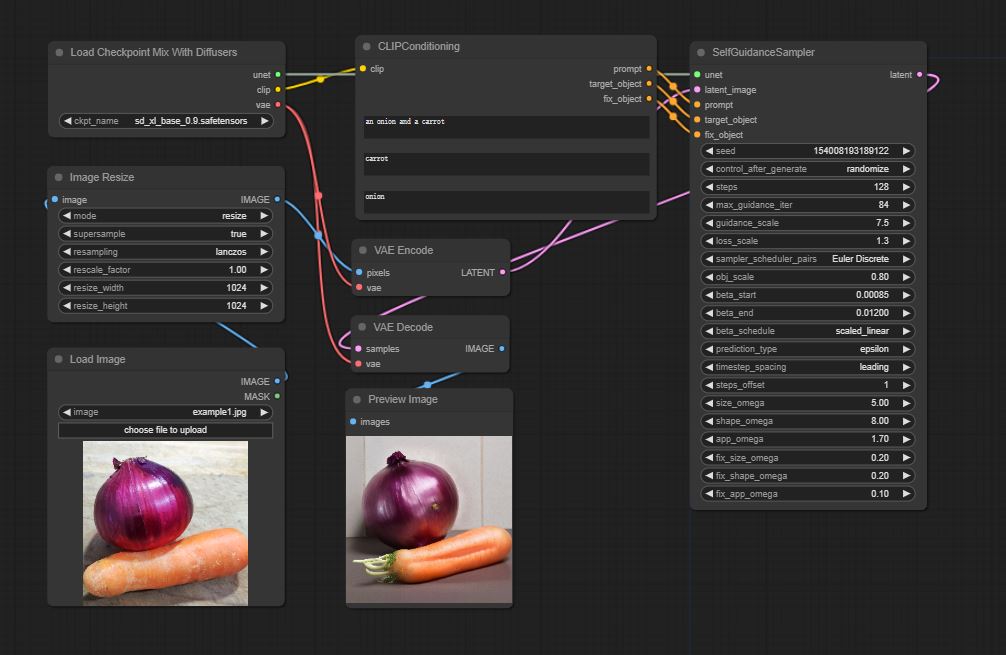 Load Checkpoint Mix With Diffusers
unet
clip
vae
ckpt_name sd_xl_base_0.9.safetensors
Image Resize
image IMAGE
mode resize
supersample true
resampling lanczos
rescale_factor 1.00
resize_width 1024
resize_height 1024
Load Image
IMAGE
MASK
image example1.jpg
choose file to upload
CLIPConditioning
clip prompt
target_object
fix_object
an onion and a carrot
carrot
onion
VAE Encode
pixels LATENT
vae
VAE Decode
samples IMAGE
vae
Preview Image
images
SelfGuidanceSampler
unet latent
latent_image
prompt
target_object
fix_object
seed 154008193189122
control_after_generate randomize
steps 128
max_guidance_iter 84
guidance_scale 7.5
loss_scale 1.3
sampler_scheduler_pairs Euler Discrete
obj_scale 0.80
beta_start 0.00085
beta_end 0.01200
beta_schedule scaled_linear
prediction_type epsilon
timestep_spacing leading
steps_offset 1
size_omega 5.00
shape_omega 8.00
app_omega 1.70
fix_size_omega 0.20
fix_shape_omega 0.20
fix_app_omega 0.10